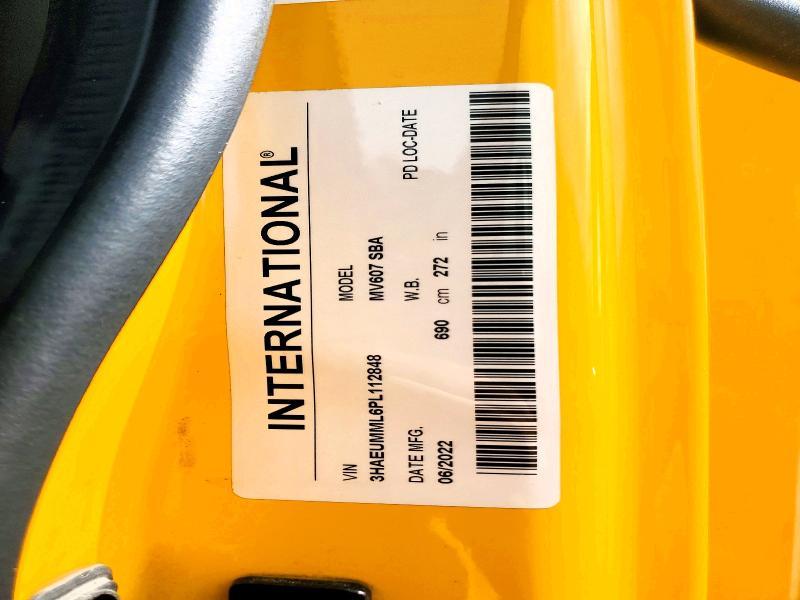 INTERNATIONAL®
VIN MODEL
3HAEUMML6PL112848 MV607 SBA
DATE MFG. W.B. PD LOC-DATE
06/2022 690 cm 272 in